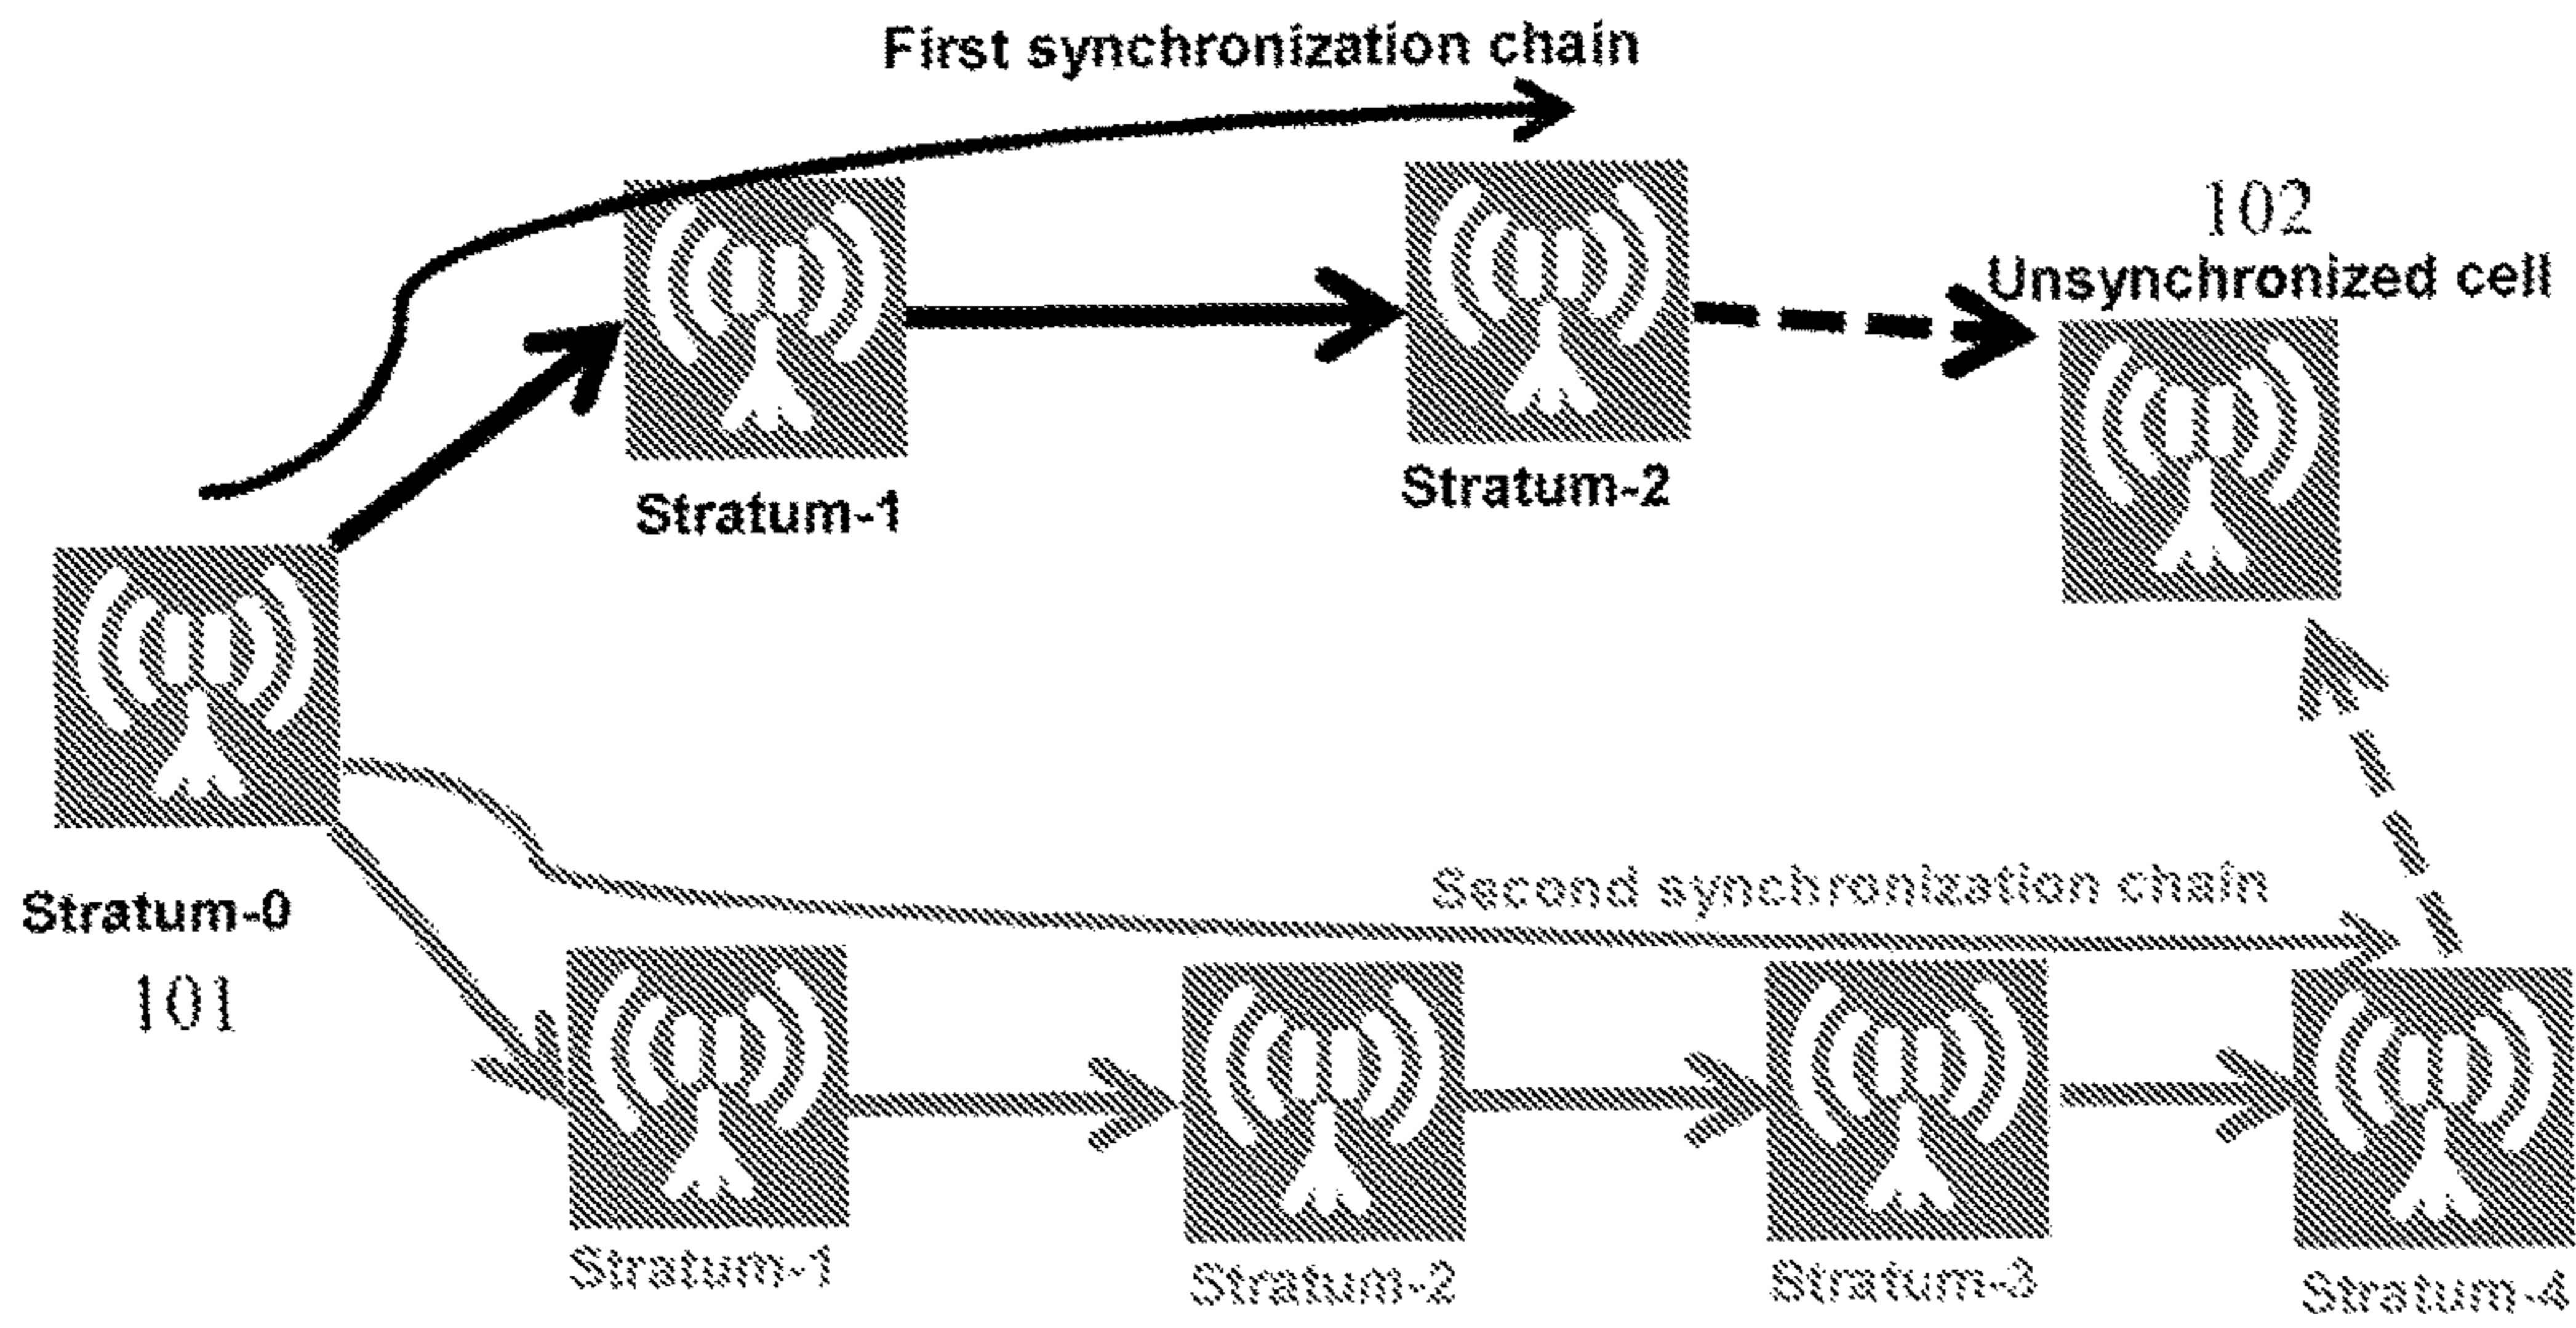 First synchronization chain
102
Unsynchronized cell
Stratum-1
Stratum-2
Stratum-0
101
Second synchronization chain
Stratum-1
Stratum-2
Stratum-3
Stratum-4